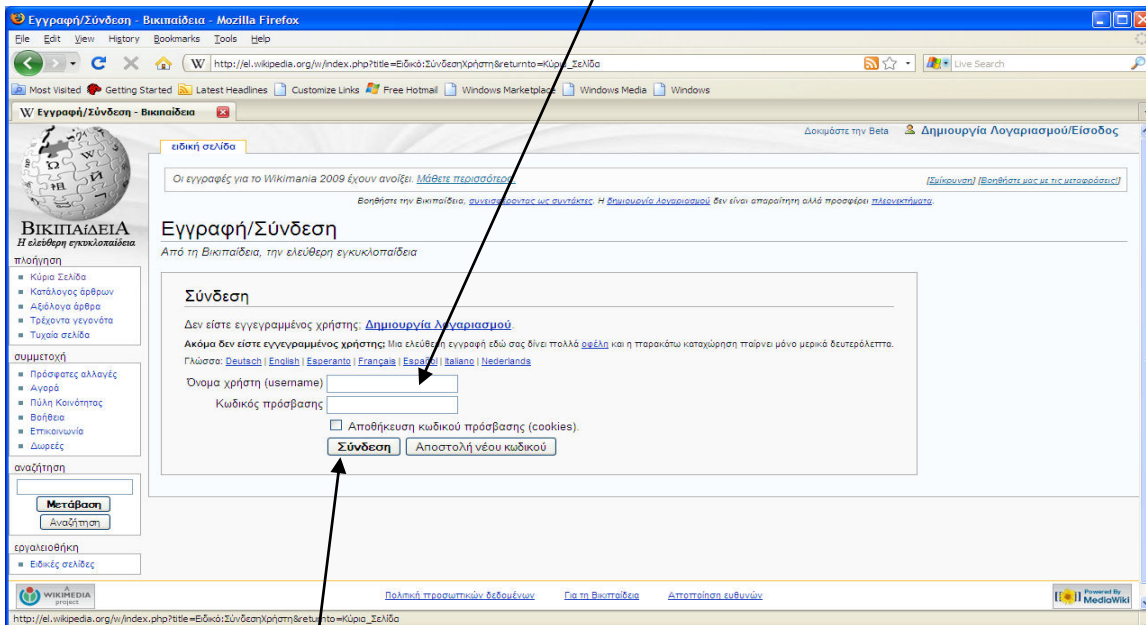 Εγγραφή/Σύνδεση - Βικιπαίδεια - Mozilla Firefox
File Edit View History Bookmarks Tools Help
http://el.wikipedia.org/w/index.php?title=Ειδικό:ΣύνδεσηΧρήστη&returnto=Κύρια_Σελίδα
Live Search
Most Visited Getting Started Latest Headlines Customize Links Free Hotmail Windows Marketplace Windows Media Windows
Εγγραφή/Σύνδεση - Βικιπαίδεια
Δοκιμάστε την Beta Δημιουργία Λογαριασμού/Είσοδος
ειδική σελίδα
Οι εγγραφές για το Wikimania 2009 έχουν ανοίξει. Μάθετε περισσότερα.
[Σμίκρυνση] [Βοηθήστε μας με τις μεταφράσεις!]
Βοηθήστε την Βικιπαίδεια, συνεισφέροντας ως συντάκτες. Η δημιουργία λογαριασμού δεν είναι απαραίτητη αλλά προσφέρει πλεονεκτήματα.
Εγγραφή/Σύνδεση
Από τη Βικιπαίδεια, την ελεύθερη εγκυκλοπαίδεια
Σύνδεση
Δεν είστε εγγεγραμμένος χρήστης; Δημιουργία λογαριασμού.
Ακόμα δεν είστε εγγεγραμμένος χρήστης; Μια ελεύθερη εγγραφή εδώ σας δίνει πολλά οφέλη και η παρακάτω καταχώρηση παίρνει μόνο μερικά δευτερόλεπτα.
Γλώσσα: Deutsch | English | Esperanto | Français | Español | Italiano | Nederlands
Όνομα χρήστη (username)
Κωδικός πρόσβασης
Αποθήκευση κωδικού πρόσβασης (cookies).
Σύνδεση Αποστολή νέου κωδικού
ΒΙΚΙΠΑίΔΕΙΑ
Η ελεύθερη εγκυκλοπαίδεια
πλοήγηση
Κύρια Σελίδα
Κατάλογος άρθρων
Αξιόλογα άρθρα
Τρέχοντα γεγονότα
Τυχαία σελίδα
συμμετοχή
Πρόσφατες αλλαγές
Αγορά
Πύλη Κοινότητας
Βοήθεια
Επικοινωνία
Δωρεές
αναζήτηση
Μετάβαση
Αναζήτηση
εργαλειοθήκη
Ειδικές σελίδες
A WIKIMEDIA project
Πολιτική προσωπικών δεδομένων Για τη Βικιπαίδεια Αποποίηση ευθυνών
Powered By MediaWiki
http://el.wikipedia.org/w/index.php?title=Ειδικό:ΣύνδεσηΧρήστη&returnto=Κύρια_Σελίδα